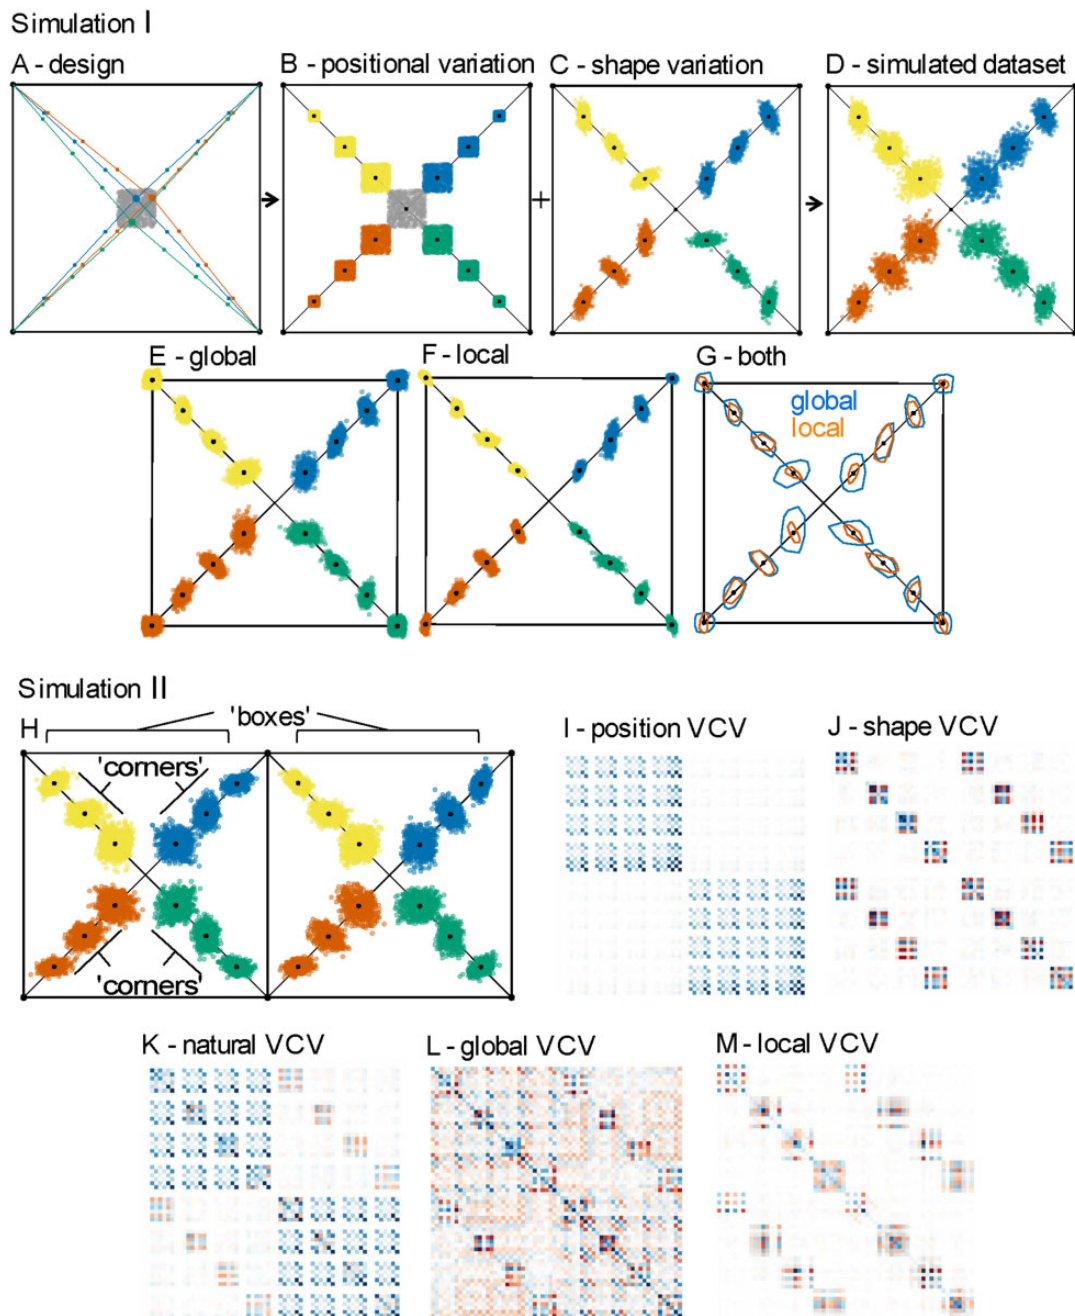 Simulation I
A - design
B - positional variation
C - shape variation
D - simulated dataset
+
E - global
F - local
G - both
global
local
Simulation II
H
'boxes'
'corners'
'corners'
I - position VCV
J - shape VCV
K - natural VCV
L - global VCV
M - local VCV